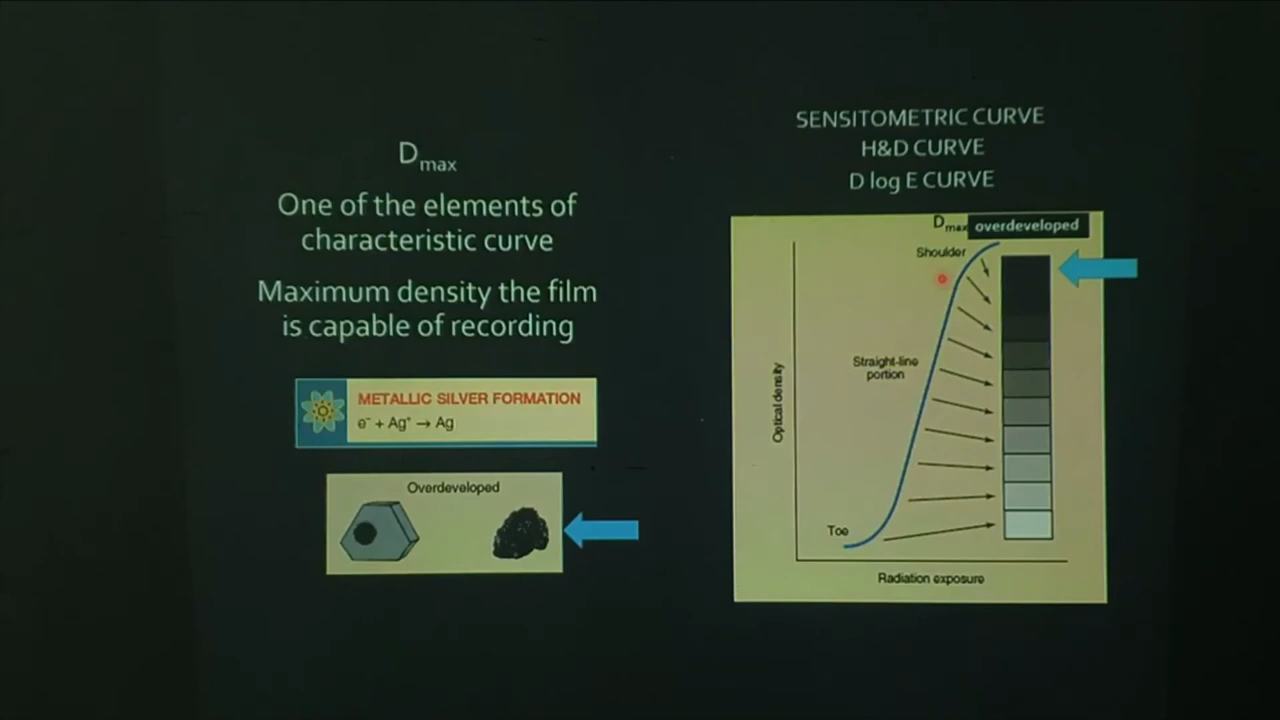 D max
One of the elements of
characteristic curve
Maximum density the film
is capable of recording
METALLIC SILVER FORMATION
e⁻ + Ag⁺ → Ag
Overdeveloped
SENSITOMETRIC CURVE
H&D CURVE
D log E CURVE
D max overdeveloped
Shoulder
Straight-line
portion
Optical density
Toe
Radiation exposure